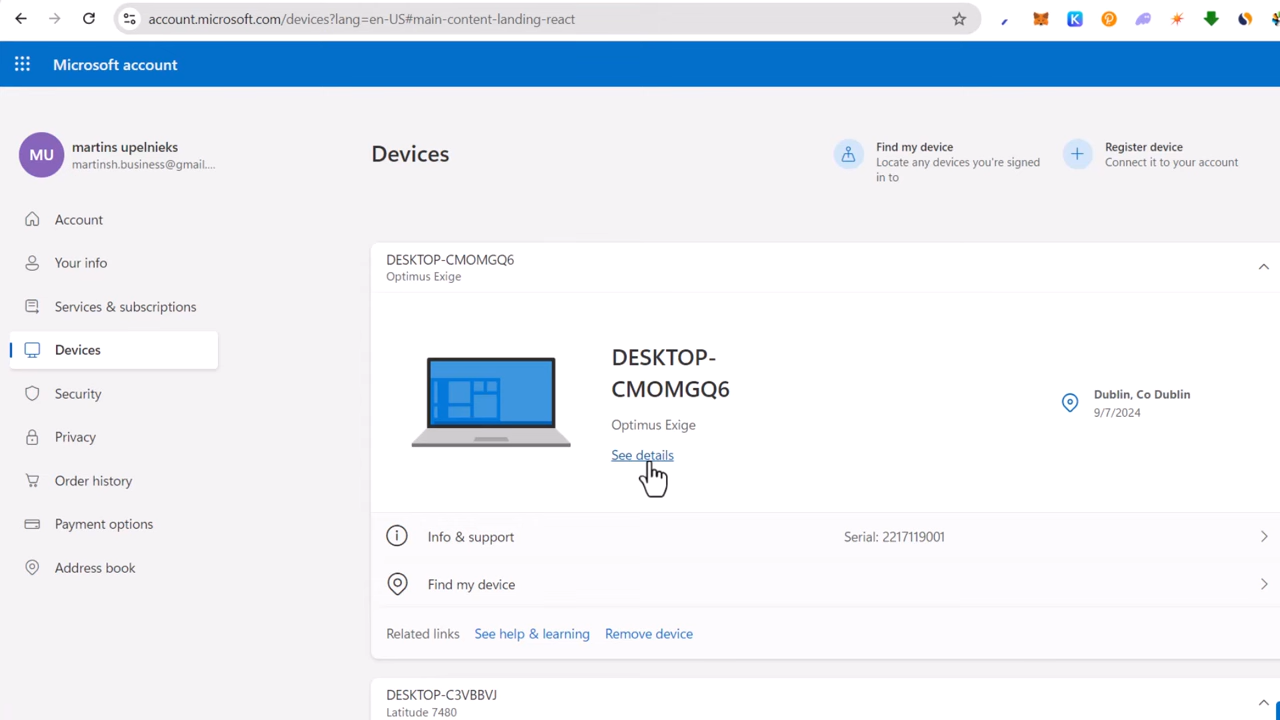 account.microsoft.com/devices?lang=en-US#main-content-landing-react
Microsoft account
MU
martins upelnieks
martinsh.business@gmail....
Account
Your info
Services & subscriptions
Devices
Security
Privacy
Order history
Payment options
Address book
Devices
Find my device
Locate any devices you're signed
in to
Register device
Connect it to your account
DESKTOP-CMOMGQ6
Optimus Exige
DESKTOP-
CMOMGQ6
Optimus Exige
See details
Dublin, Co Dublin
9/7/2024
Info & support
Serial: 2217119001
Find my device
Related links
See help & learning
Remove device
DESKTOP-C3VBBVJ
Latitude 7480